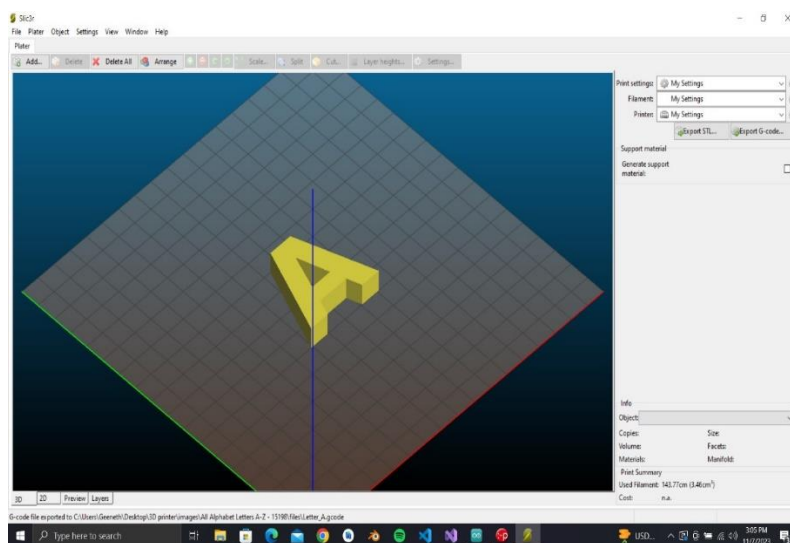 Slic3r
File Plater Object Settings View Window Help
Plater
Add... Delete Delete All Arrange Scale... Split Cut... Layer heights... Settings...
Print settings: My Settings
Filament: My Settings
Printer: My Settings
Export STL... Export G-code...
Support material
Generate support
material:
Info
Object:
Copies: Size:
Volume: Facets:
Materials: Manifold:
Print Summary
Used Filament: 143.77cm (3.46cm³)
Cost: n.a.
3D 2D Preview Layers
G-code file exported to C:\Users\Geeneth\Desktop\3D printer\images\All Alphabet Letters A-Z - 15198\files\Letter_A.gcode
Type here to search
USD...
3:05 PM
11/7/2023